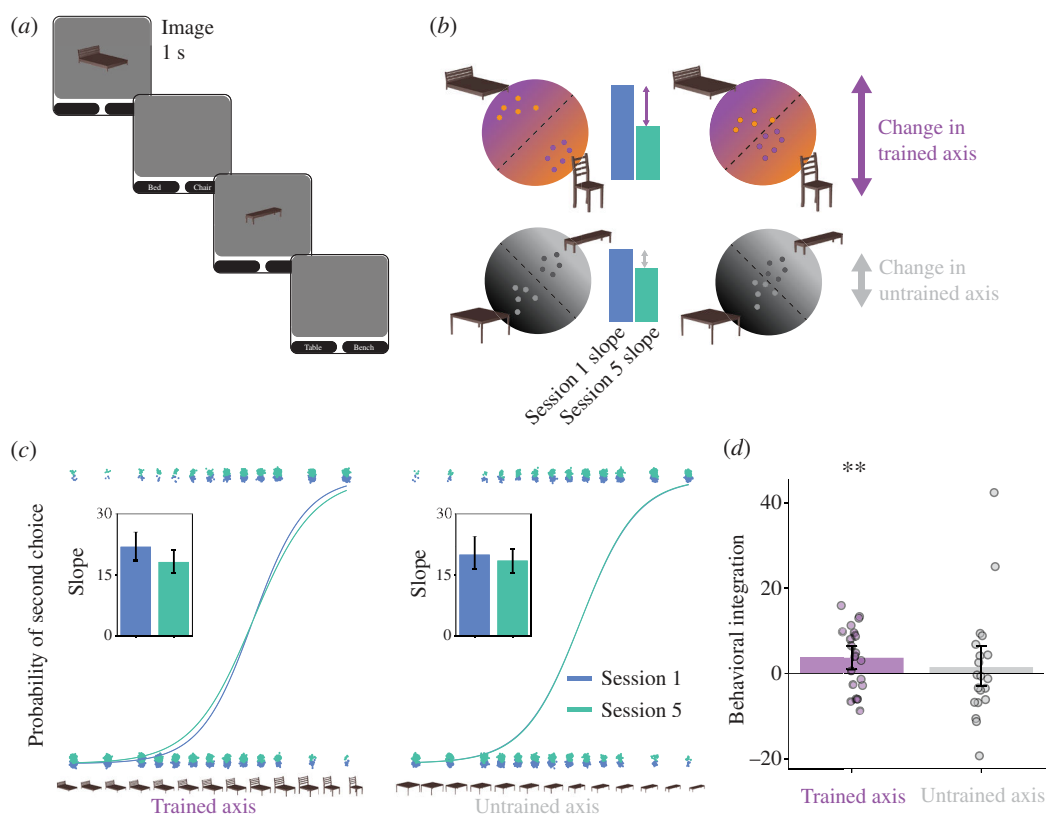 (a)
Image
1 s
Bed
Chair
Table
Bench
(b)
Change in
trained axis
Change in
untrained axis
Session 1 slope
Session 5 slope
(c)
Probability of second choice
30
15
0
Slope
30
15
0
Slope
Session 1
Session 5
Trained axis
Untrained axis
(d)
**
Behavioral integration
40
20
0
−20
Trained axis
Untrained axis